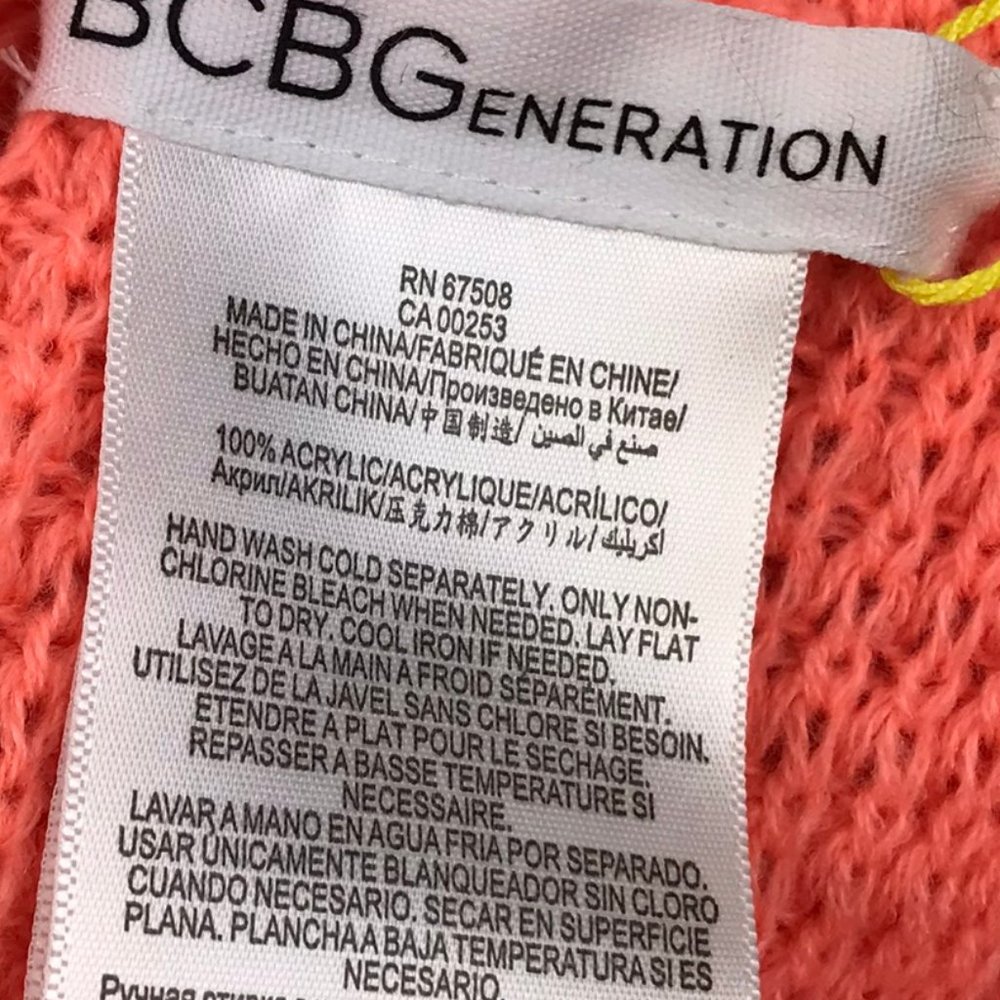 BCBGENERATION
RN 67508
CA 00253
MADE IN CHINA/FABRIQUÉ EN CHINE/
HECHO EN CHINA/Произведено в Китае/
BUATAN CHINA/中国制造/ صنع في الصين
100% ACRYLIC/ACRYLIQUE/ACRÍLICO/
Акрил/AKRILIK/压克力棉/アクリル/اكريليك
HAND WASH COLD SEPARATELY. ONLY NON-
CHLORINE BLEACH WHEN NEEDED. LAY FLAT
TO DRY. COOL IRON IF NEEDED.
LAVAGE A LA MAIN A FROID SÉPARÉMENT.
UTILISEZ DE LA JAVEL SANS CHLORE SI BESOIN.
ETENDRE A PLAT POUR LE SECHAGE.
REPASSER A BASSE TEMPERATURE SI
NECESSAIRE.
LAVAR A MANO EN AGUA FRIA POR SEPARADO.
USAR ÚNICAMENTE BLANQUEADOR SIN CLORO
CUANDO NECESARIO. SECAR EN SUPERFICIE
PLANA. PLANCHA A BAJA TEMPERATURA SI ES
NECESARIO.
Ручная стирка